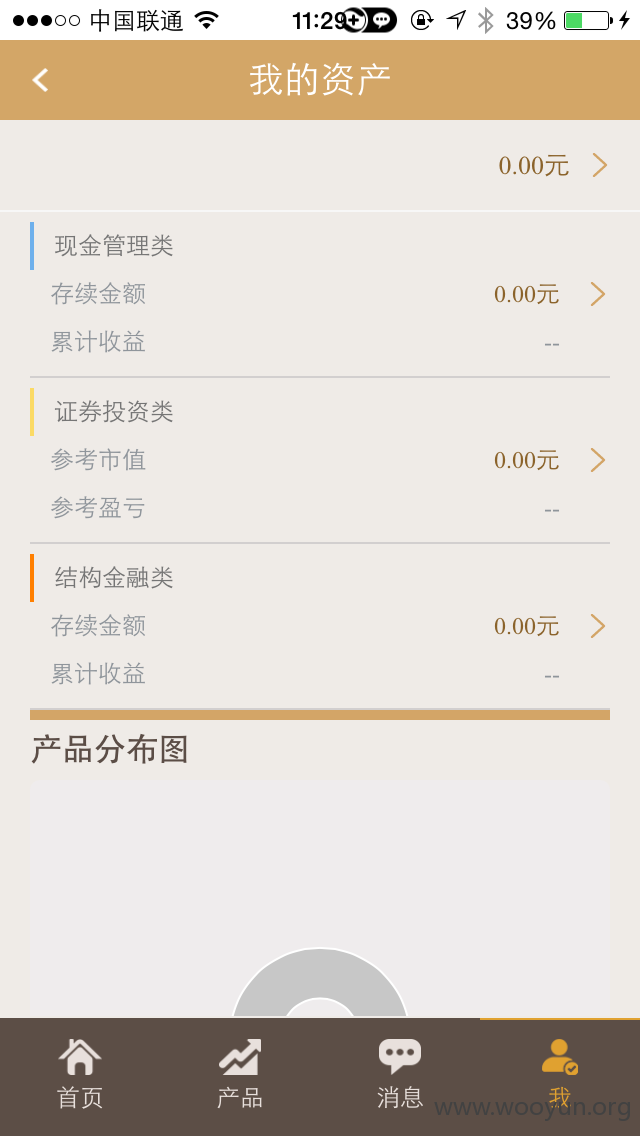 中国联通 11:29 39%
我的资产
0.00元
现金管理类
存续金额 0.00元
累计收益 --
证券投资类
参考市值 0.00元
参考盈亏 --
结构金融类
存续金额 0.00元
累计收益 --
产品分布图
首页 产品 消息 我
www.wooyun.org